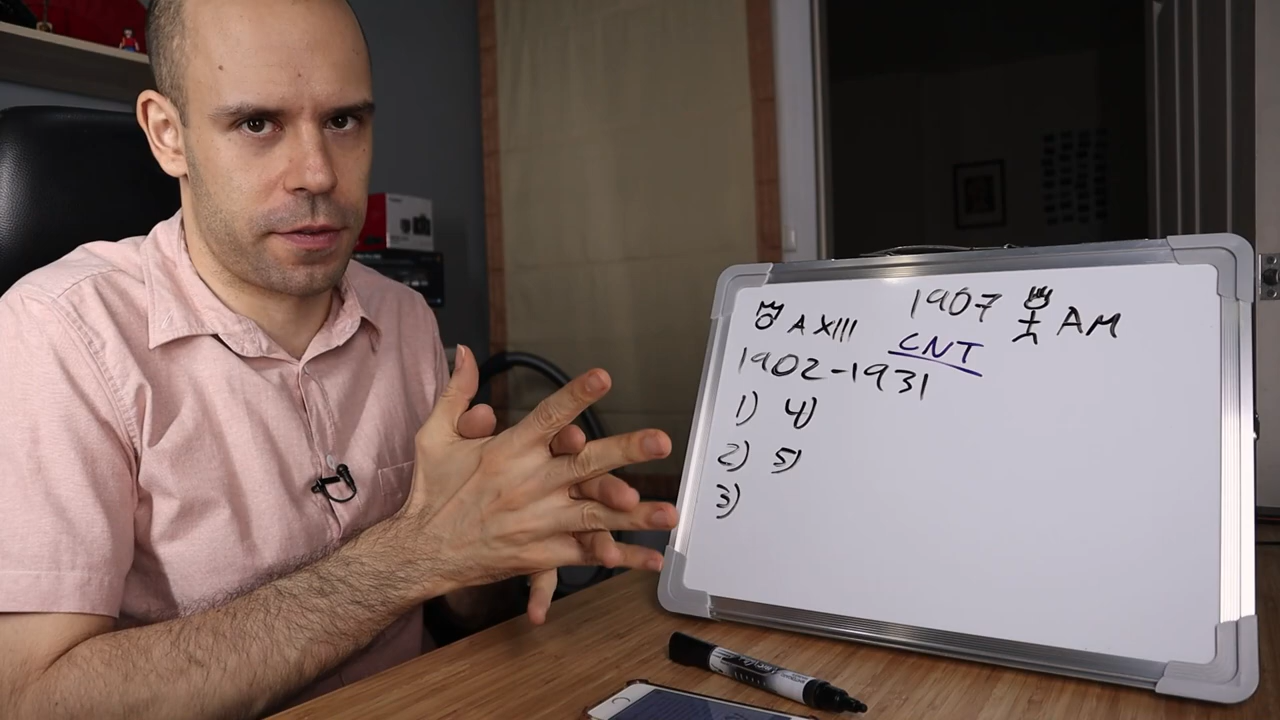 A XIII
1907 AM
CNT
1902-1931
1) 4)
2) 5)
3)